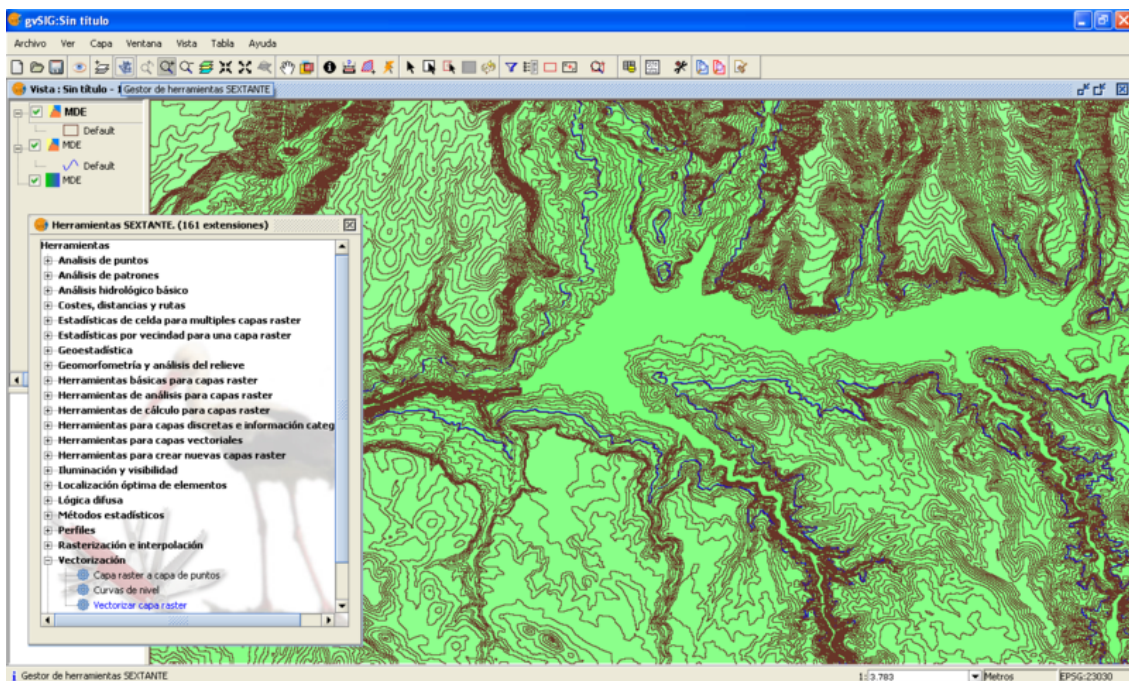 gvSIG:Sin título
Archivo Ver Capa Ventana Vista Tabla Ayuda
Vista : Sin título - 1
Gestor de herramientas SEXTANTE
MDE
Default
MDE
Default
MDE
Herramientas SEXTANTE. (161 extensiones)
Herramientas
Analisis de puntos
Análisis de patrones
Análisis hidrológico básico
Costes, distancias y rutas
Estadísticas de celda para multiples capas raster
Estadísticas por vecindad para una capa raster
Geoestadística
Geomorfometría y análisis del relieve
Herramientas básicas para capas raster
Herramientas de análisis para capas raster
Herramientas de cálculo para capas raster
Herramientas para capas discretas e información categ
Herramientas para capas vectoriales
Herramientas para crear nuevas capas raster
Iluminación y visibilidad
Localización óptima de elementos
Lógica difusa
Métodos estadísticos
Perfiles
Rasterización e interpolación
Vectorización
Capa raster a capa de puntos
Curvas de nivel
Vectorizar capa raster
Gestor de herramientas SEXTANTE 1:3.783 Metros EPSG:23030